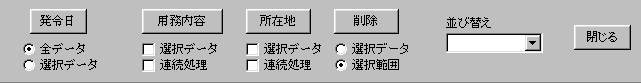 発令日 用務内容 所在地 削除 並び替え 閉じる
全データ 選択データ 選択データ 選択データ
選択データ 連続処理 連続処理 選択範囲